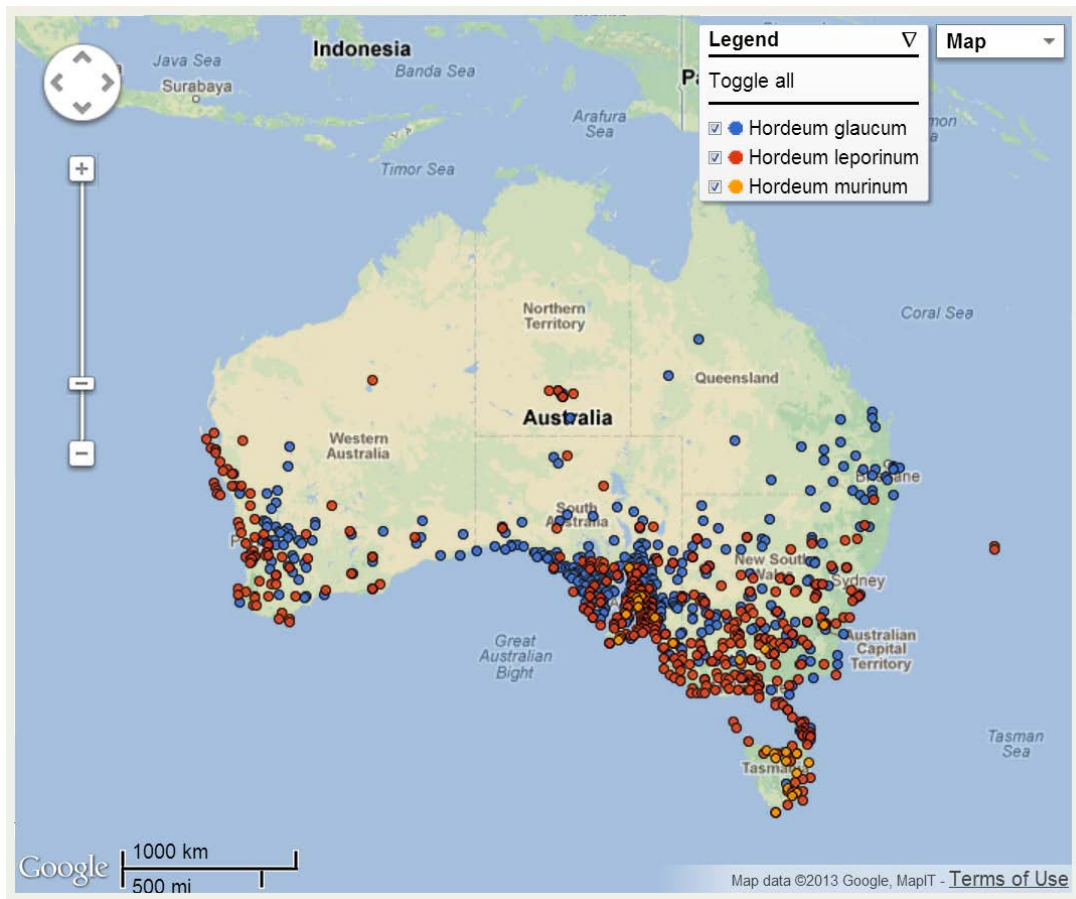 Indonesia
Java Sea
Surabaya
Banda Sea
Arafura
Sea
Timor Sea
Legend
Toggle all
Hordeum glaucum
Hordeum leporinum
Hordeum murinum
Map
Northern
Territory
Coral Sea
Queensland
Australia
Western
Australia
South
Australia
New South
Wales
Sydney
Australian
Capital
Territory
Great
Australian
Bight
Tasman
Sea
1000 km
500 mi
Google
Map data ©2013 Google, MapIT - Terms of Use